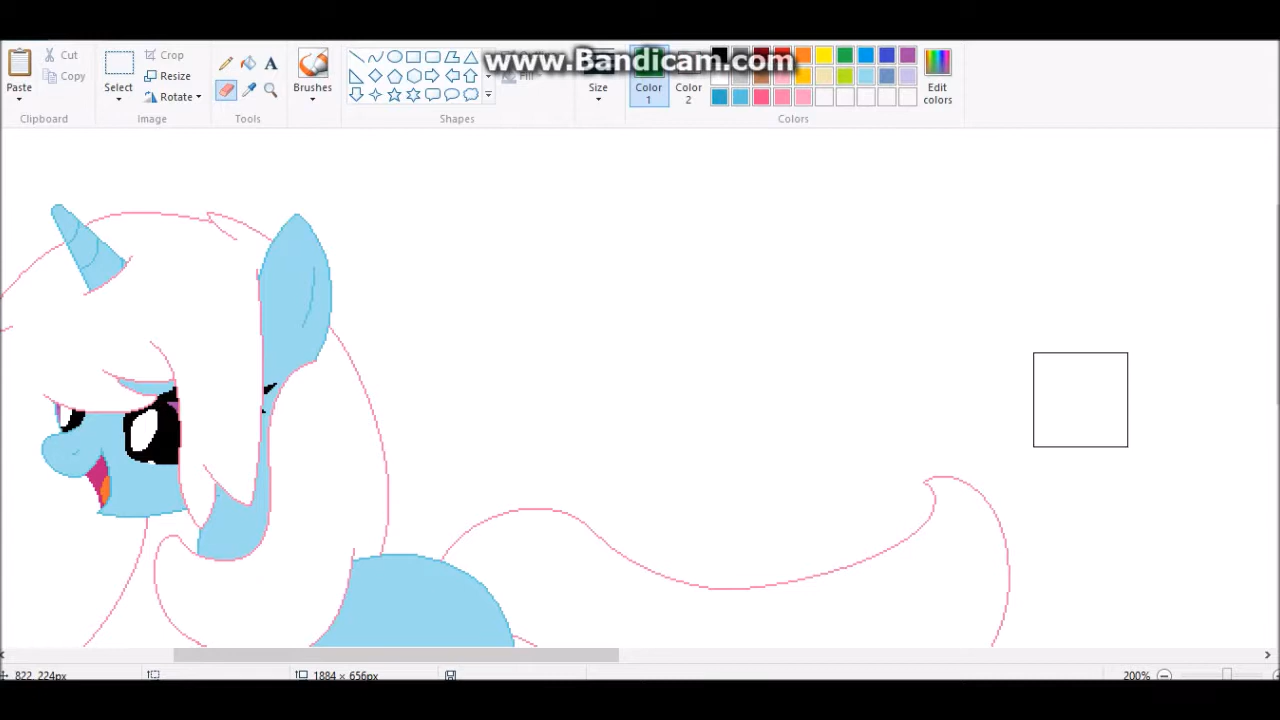 www.Bandicam.com
Cut
Copy
Paste
Clipboard
Crop
Resize
Rotate
Select
Image
A
Tools
Brushes
Fill
Shapes
Size
Color 1
Color 2
Edit colors
Colors
822, 224px
1884 × 656px
200%